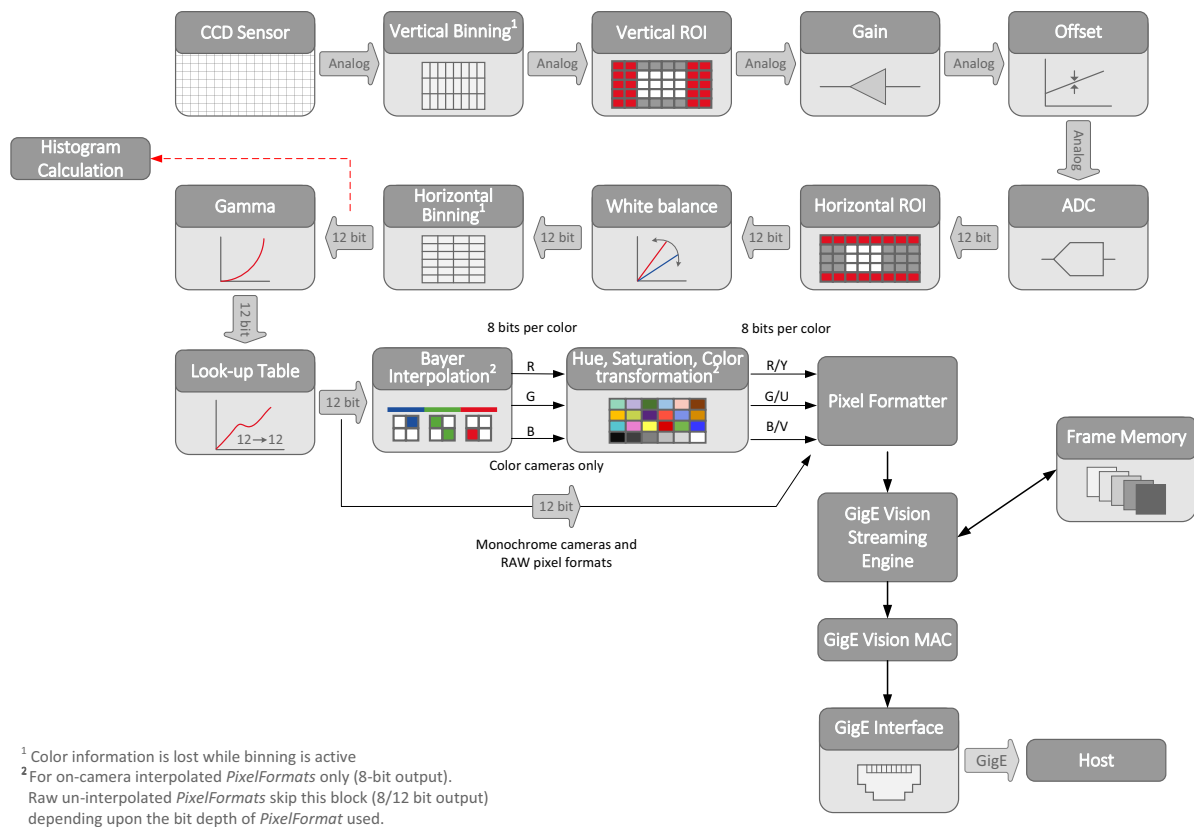 CCD Sensor
Vertical Binning1
Vertical ROI
Gain
Offset
Analog
Analog
Analog
Analog
Analog
Histogram
Calculation
Gamma
Horizontal
Binning1
White balance
Horizontal ROI
ADC
12 bit
12 bit
12 bit
12 bit
12 bit
8 bits per color
8 bits per color
Look-up Table
12→12
12 bit
Bayer
Interpolation2
R
G
B
Hue, Saturation, Color
transformation2
R/Y
G/U
B/V
Pixel Formatter
Color cameras only
12 bit
Monochrome cameras and
RAW pixel formats
Frame Memory
GigE Vision
Streaming
Engine
GigE Vision MAC
GigE Interface
GigE
Host
1 Color information is lost while binning is active
2 For on-camera interpolated PixelFormats only (8-bit output).
Raw un-interpolated PixelFormats skip this block (8/12 bit output)
depending upon the bit depth of PixelFormat used.